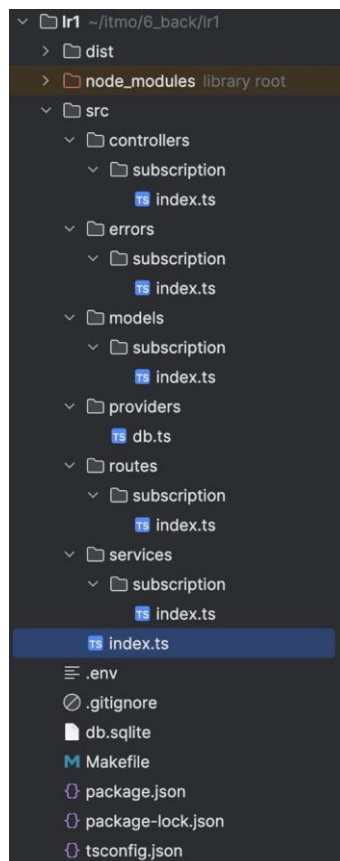 lr1 ~/itmo/6_back/lr1
dist
node_modules library root
src
controllers
subscription
TS index.ts
errors
subscription
TS index.ts
models
subscription
TS index.ts
providers
TS db.ts
routes
subscription
TS index.ts
services
subscription
TS index.ts
TS index.ts
.env
.gitignore
db.sqlite
M Makefile
{} package.json
{} package-lock.json
{} tsconfig.json